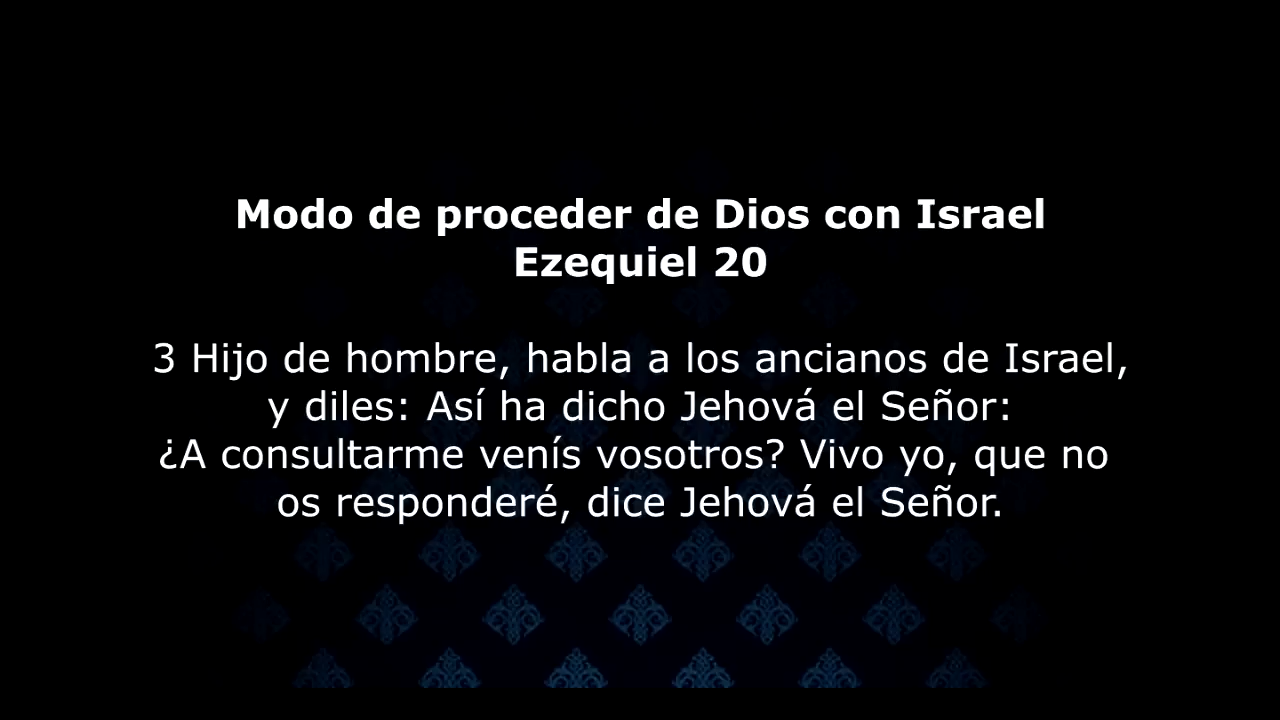 Modo de proceder de Dios con Israel
Ezequiel 20
3 Hijo de hombre, habla a los ancianos de Israel,
y diles: Así ha dicho Jehová el Señor:
¿A consultarme venís vosotros? Vivo yo, que no
os responderé, dice Jehová el Señor.